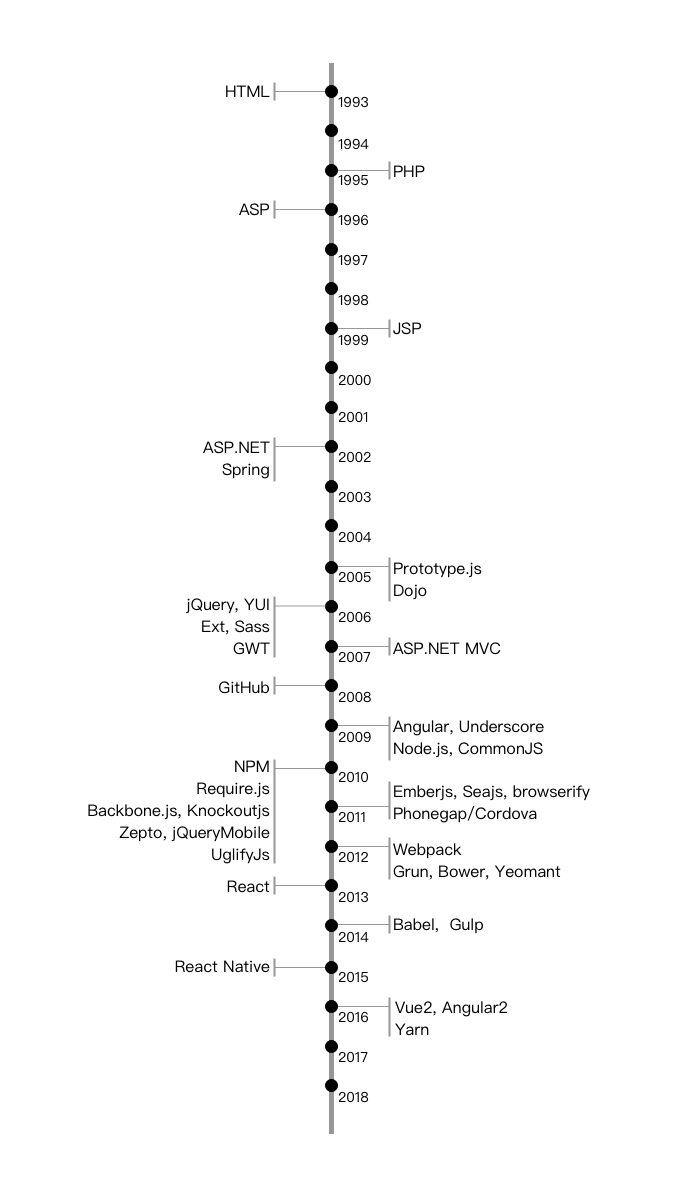 HTML
1993
1994
PHP
1995
ASP
1996
1997
1998
JSP
1999
2000
2001
ASP.NET
2002
Spring
2003
2004
Prototype.js
2005
Dojo
jQuery, YUI
2006
Ext, Sass
GWT
ASP.NET MVC
2007
GitHub
2008
Angular, Underscore
2009
Node.js, CommonJS
NPM
2010
Require.js
Emberjs, Seajs, browserify
Backbone.js, Knockoutjs
2011
Phonegap/Cordova
Zepto, jQueryMobile
Webpack
UglifyJs
2012
Grun, Bower, Yeomant
React
2013
Babel, Gulp
2014
React Native
2015
Vue2, Angular2
2016
Yarn
2017
2018